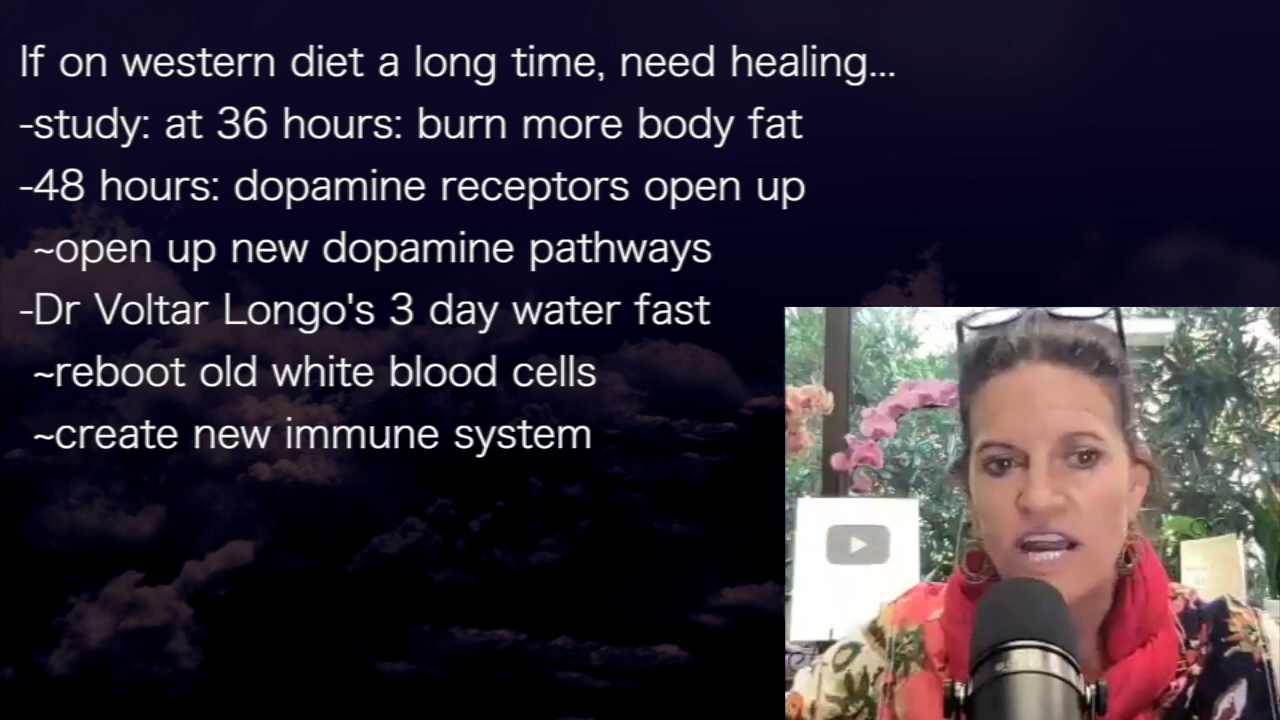 If on western diet a long time, need healing...
-study: at 36 hours: burn more body fat
-48 hours: dopamine receptors open up
~open up new dopamine pathways
-Dr Voltar Longo's 3 day water fast
~reboot old white blood cells
~create new immune system